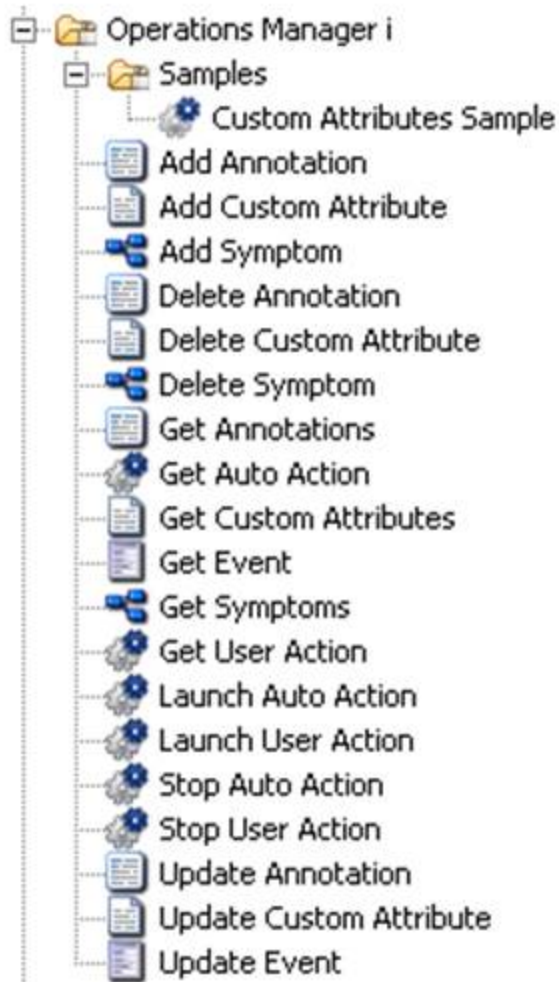 Operations Manager i
Samples
Custom Attributes Sample
Add Annotation
Add Custom Attribute
Add Symptom
Delete Annotation
Delete Custom Attribute
Delete Symptom
Get Annotations
Get Auto Action
Get Custom Attributes
Get Event
Get Symptoms
Get User Action
Launch Auto Action
Launch User Action
Stop Auto Action
Stop User Action
Update Annotation
Update Custom Attribute
Update Event